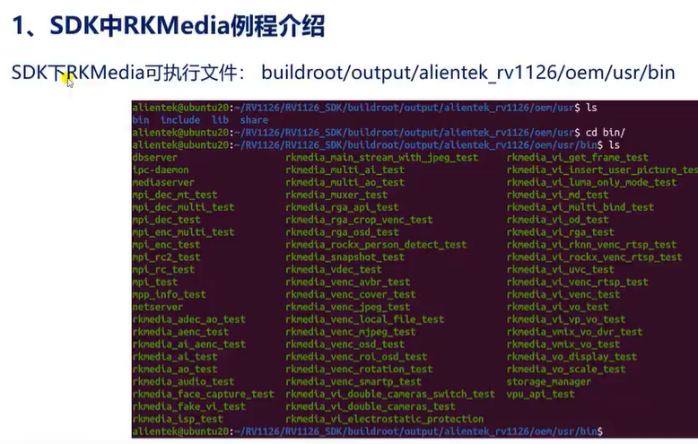 1、SDK中RKMedia例程介绍
SDK下RKMedia可执行文件： buildroot/output/alientek_rv1126/oem/usr/bin
alientek@ubuntu20:~/RV1126/RV1126_SDK/buildroot/output/alientek_rv1126/oem/usr$ ls
bin include lib share
alientek@ubuntu20:~/RV1126/RV1126_SDK/buildroot/output/alientek_rv1126/oem/usr$ cd bin/
alientek@ubuntu20:~/RV1126/RV1126_SDK/buildroot/output/alientek_rv1126/oem/usr/bin$ ls
dbserver rkmedia_main_stream_with_jpeg_test rkmedia_vi_get_frame_test
ipc-daemon rkmedia_multi_ai_test rkmedia_vi_insert_user_picture_tes
mediaserver rkmedia_multi_ao_test rkmedia_vi_luma_only_mode_test
mpi_dec_mt_test rkmedia_muxer_test rkmedia_vi_md_test
mpi_dec_multi_test rkmedia_rga_api_test rkmedia_vi_multi_bind_test
mpi_dec_test rkmedia_rga_crop_venc_test rkmedia_vi_od_test
mpi_enc_multi_test rkmedia_rga_osd_test rkmedia_vi_rga_test
mpi_enc_test rkmedia_rockx_person_detect_test rkmedia_vi_rknn_venc_rtsp_test
mpi_rc2_test rkmedia_snapshot_test rkmedia_vi_rockx_venc_rtsp_test
mpi_rc_test rkmedia_vdec_test rkmedia_vi_uvc_test
mpi_test rkmedia_venc_avbr_test rkmedia_vi_venc_rtsp_test
mpp_info_test rkmedia_venc_cover_test rkmedia_vi_venc_test
netserver rkmedia_venc_jpeg_test rkmedia_vi_vo_test
rkmedia_adec_ao_test rkmedia_venc_local_file_test rkmedia_vi_vp_vo_test
rkmedia_aenc_test rkmedia_venc_mjpeg_test rkmedia_vmix_vo_dvr_test
rkmedia_ai_aenc_test rkmedia_venc_osd_test rkmedia_vmix_vo_test
rkmedia_ai_test rkmedia_venc_roi_osd_test rkmedia_vo_display_test
rkmedia_ao_test rkmedia_venc_rotation_test rkmedia_vo_scale_test
rkmedia_audio_test rkmedia_venc_smartp_test storage_manager
rkmedia_face_capture_test rkmedia_vi_double_cameras_switch_test vpu_api_test
rkmedia_fake_vi_test rkmedia_vi_double_cameras_test
rkmedia_isp_test rkmedia_vi_electrostatic_protection
alientek@ubuntu20:~/RV1126/RV1126_SDK/buildroot/output/alientek_rv1126/oem/usr/bin$